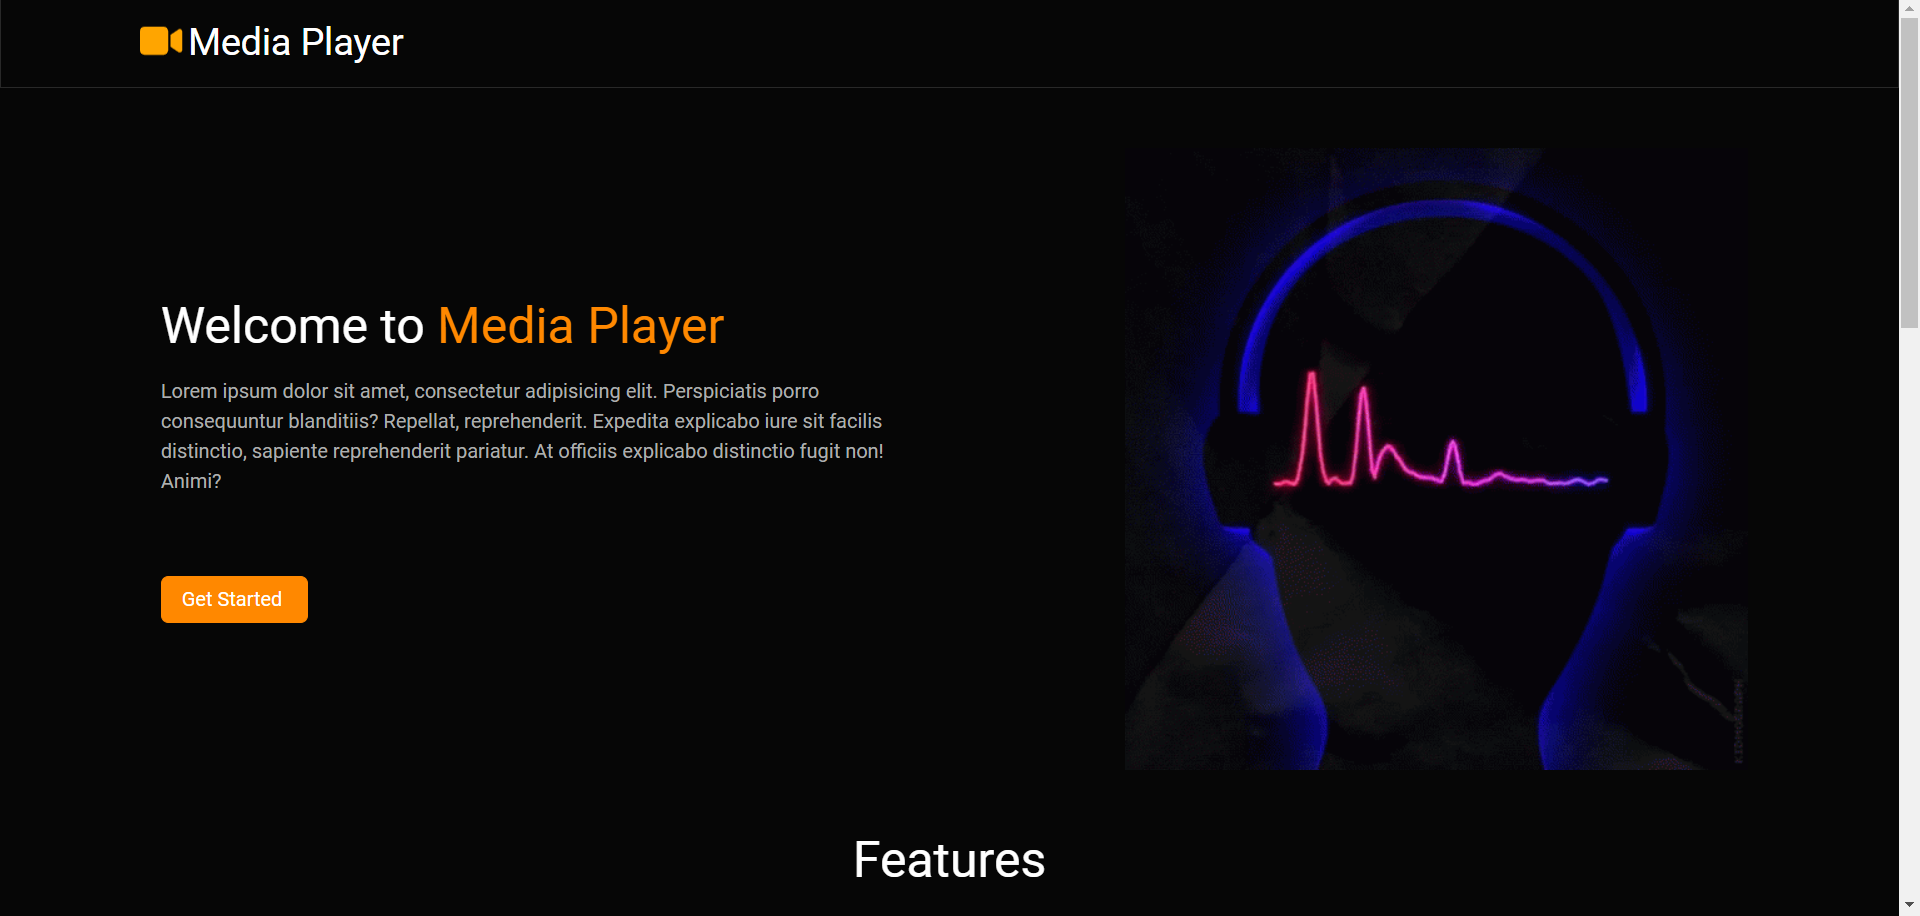 Media Player
Welcome to Media Player
Lorem ipsum dolor sit amet, consectetur adipisicing elit. Perspiciatis porro
consequuntur blanditiis? Repellat, reprehenderit. Expedita explicabo iure sit facilis
distinctio, sapiente reprehenderit pariatur. At officiis explicabo distinctio fugit non!
Animi?
Get Started
Features